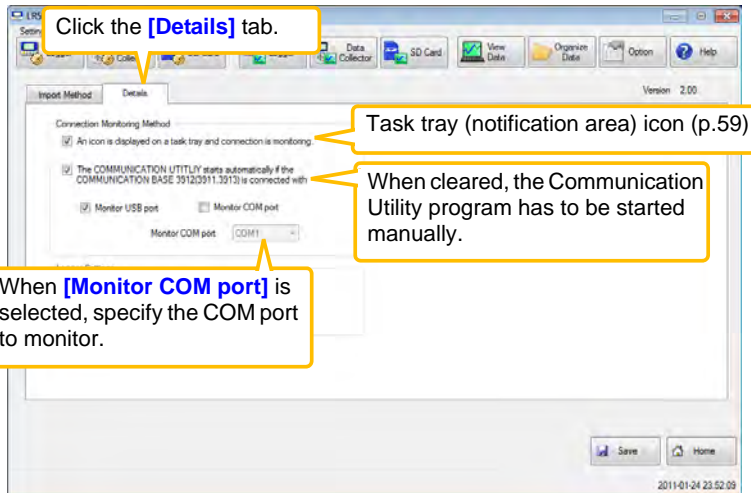 LR5
Click the [Details] tab.
Collec
Data
Collector
SD Card
View
Data
Organize
Data
Option
Help
Import Method
Details
Version 2.00
Connection Monitoring Method
An icon is displayed on a task tray and connection is monitoring.
Task tray (notification area) icon (p.59)
The COMMUNICATION UTITLIY starts automatically if the
COMMUNICATION BASE 3912(3911.3913) is connected with
When cleared, the Communication
Utility program has to be started
manually.
Monitor USB port
Monitor COM port
Monitor COM port
COM1
When [Monitor COM port] is
selected, specify the COM port
to monitor.
Save
Home
2011-01-24 23:52:09